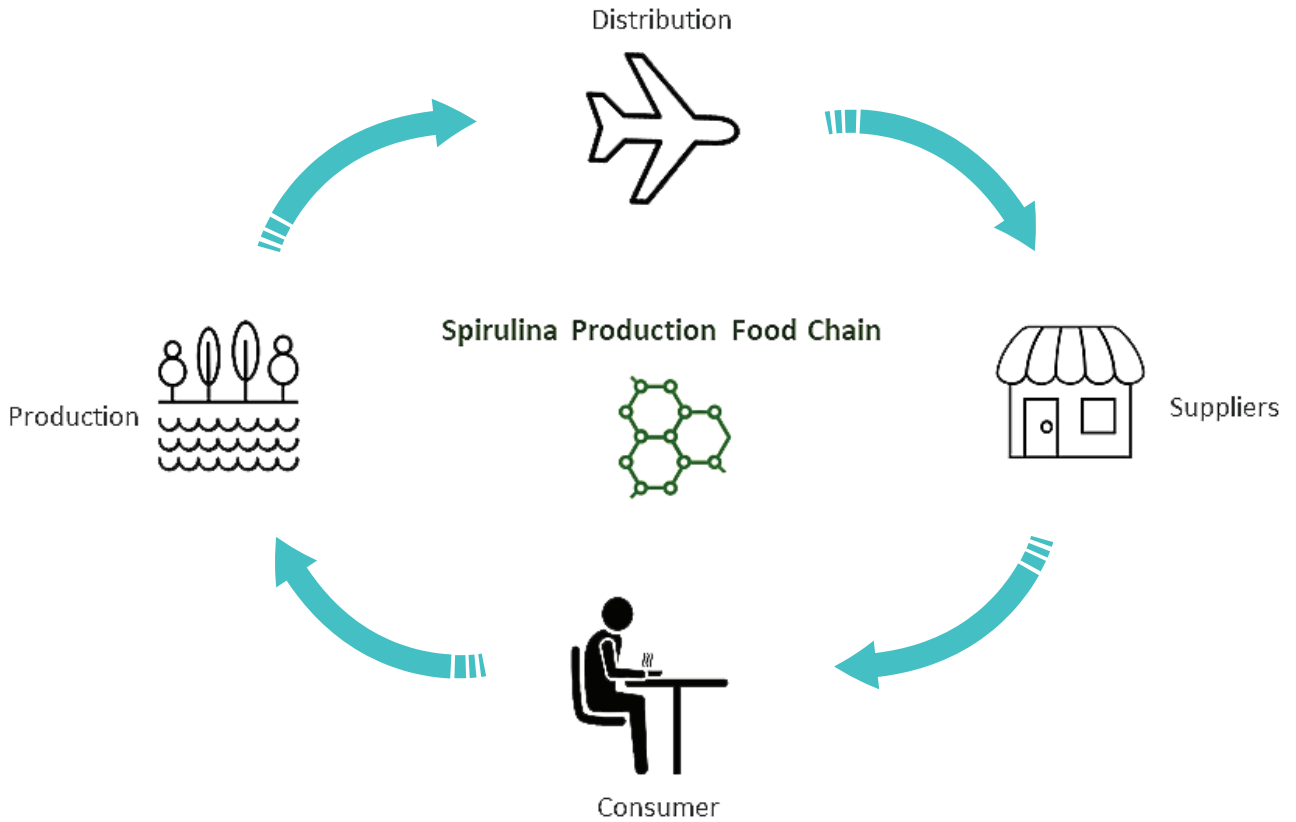 Distribution
Spirulina Production Food Chain
Production
Suppliers
Consumer